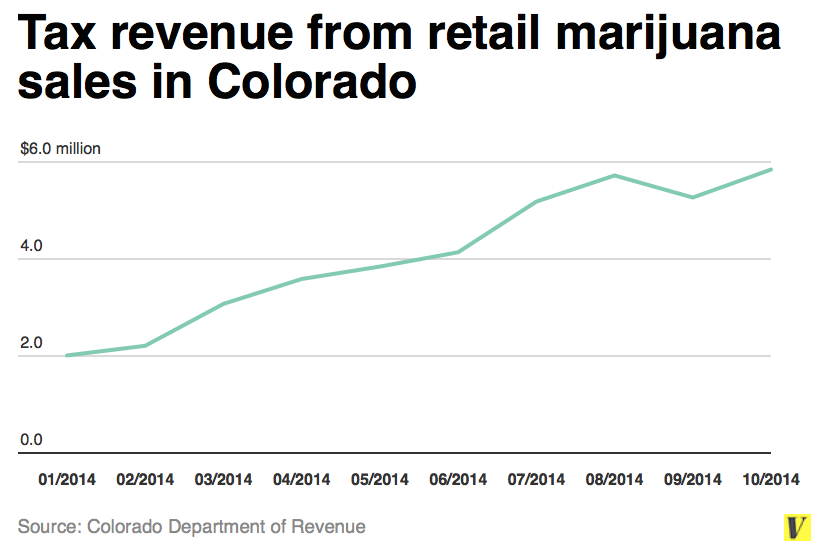 Tax revenue from retail marijuana
sales in Colorado
$6.0 million
4.0
2.0
0.0
01/2014 02/2014 03/2014 04/2014 05/2014 06/2014 07/2014 08/2014 09/2014 10/2014
Source: Colorado Department of Revenue
V